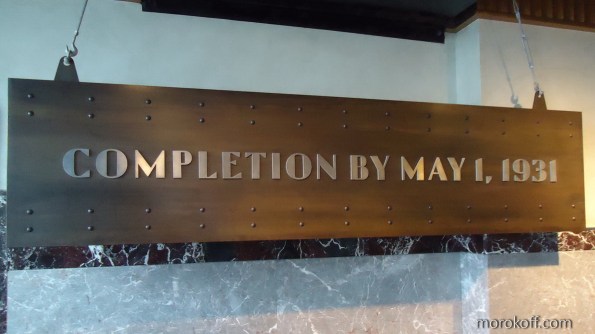 COMPLETION BY MAY 1, 1931
morokoff.com